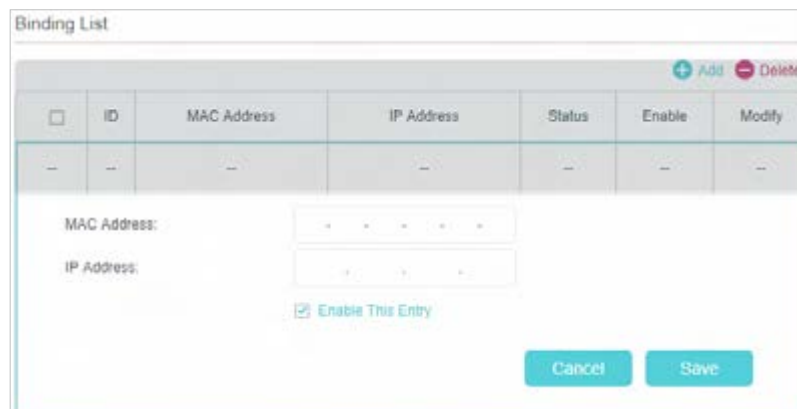 Binding List
Add Delete
ID MAC Address IP Address Status Enable Modify
-- -- -- -- -- -- --
MAC Address: - - - - -
IP Address: . . .
Enable This Entry
Cancel Save